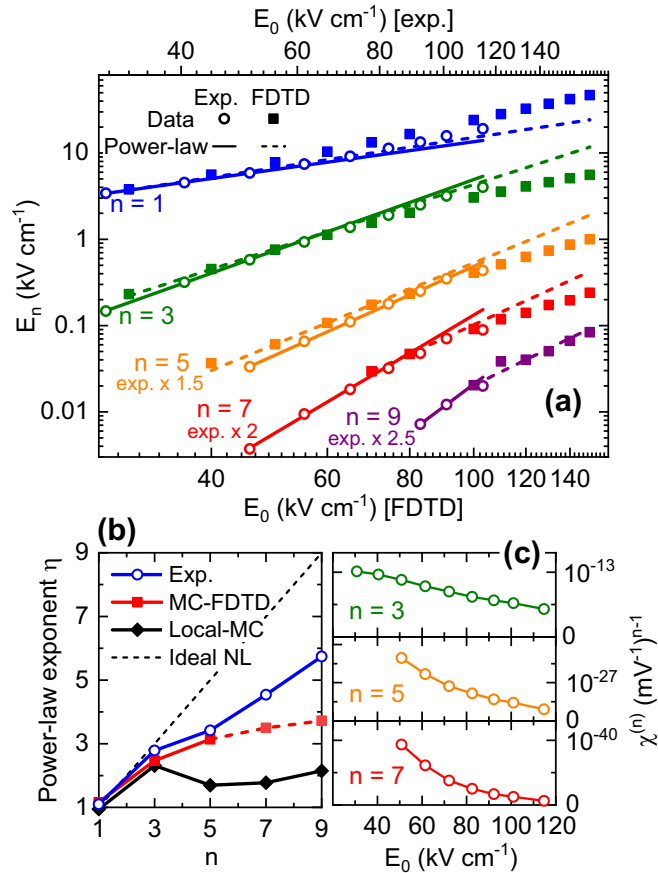 E₀ (kV cm⁻¹) [exp.]
40 60 80 100 120 140
Exp. FDTD
Data
Power-law
10
1
0.1
0.01
Eₙ (kV cm⁻¹)
n = 1
n = 3
n = 5
exp. x 1.5
n = 7
exp. x 2
n = 9
exp. x 2.5
(a)
40 60 80 100 120 140
E₀ (kV cm⁻¹) [FDTD]
(b)
Power-law exponent η
9
7
5
3
1
Exp.
MC-FDTD
Local-MC
Ideal NL
1 3 5 7 9
n
(c)
n = 3
10⁻¹³
0
n = 5
10⁻²⁷
0
n = 7
10⁻⁴⁰
0
χ⁽ⁿ⁾ (mV⁻¹)ⁿ⁻¹
40 60 80 100 120
E₀ (kV cm⁻¹)